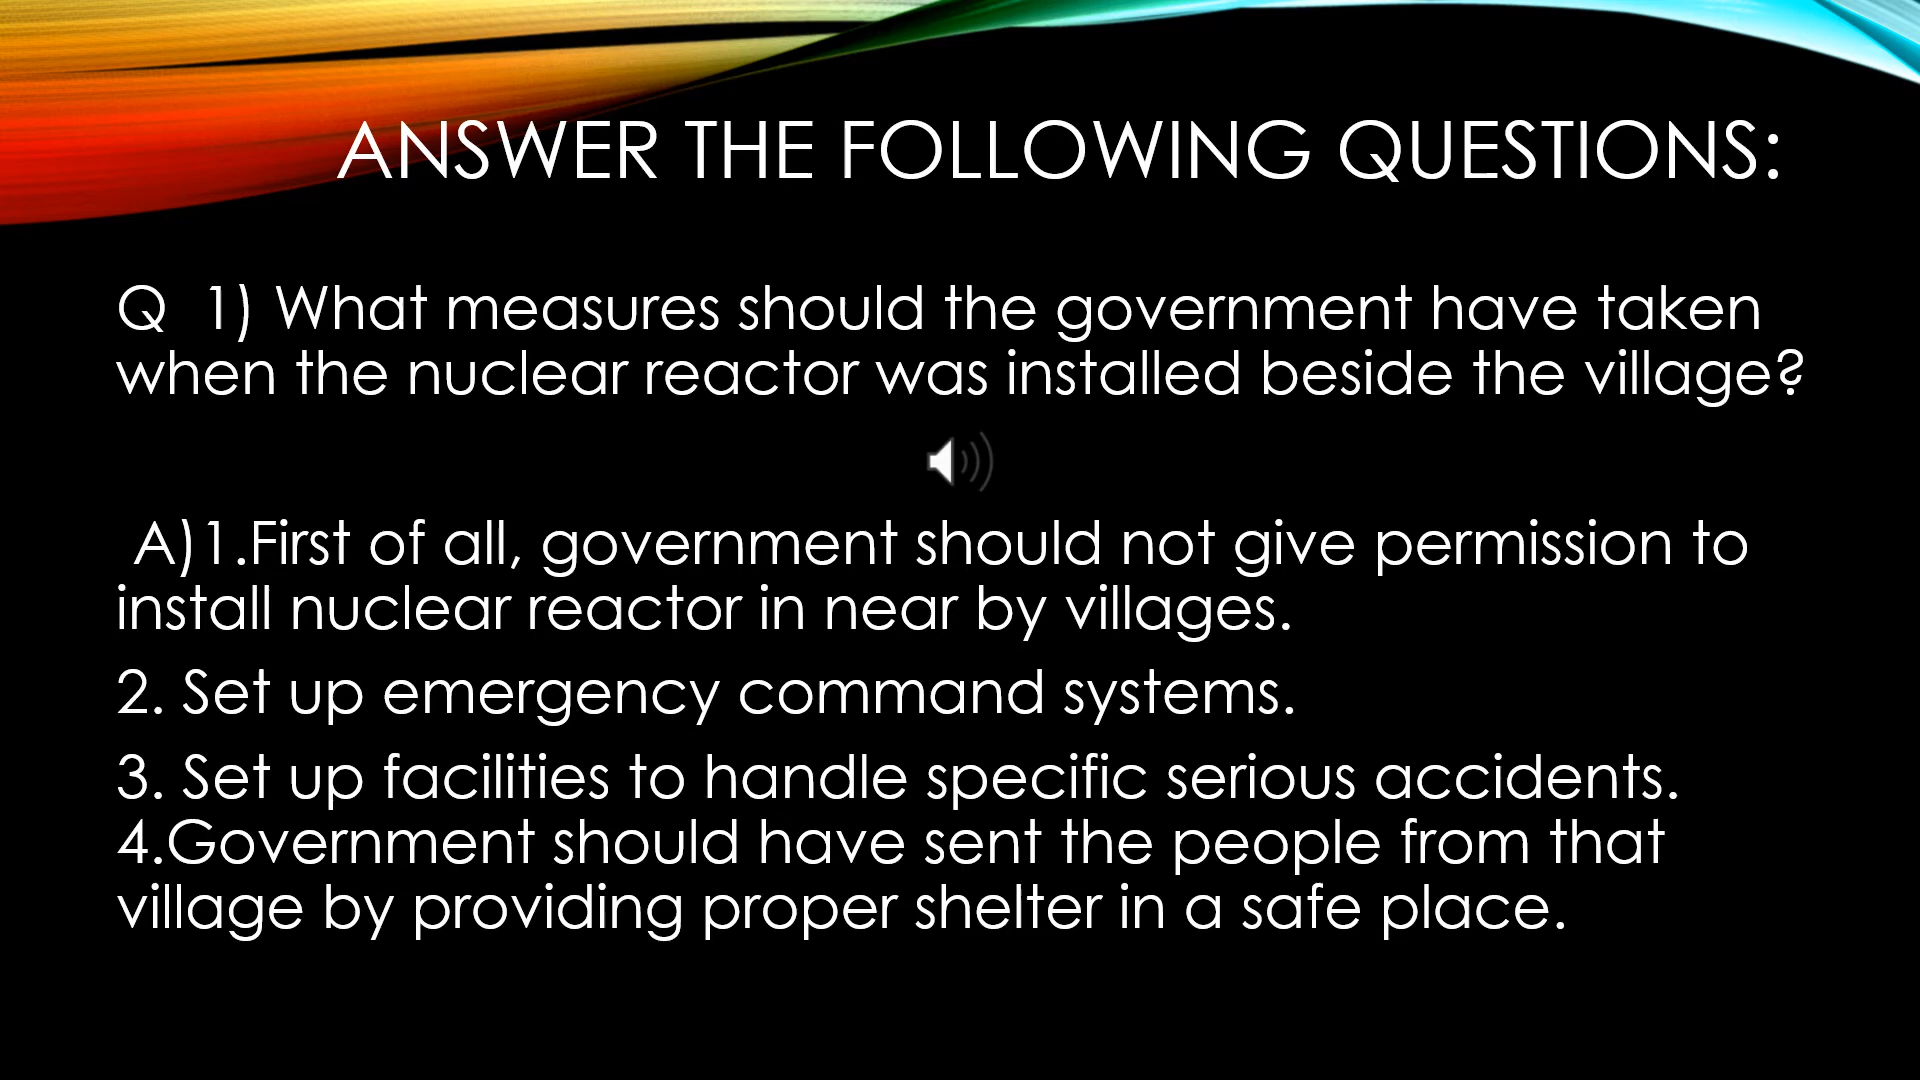 ANSWER THE FOLLOWING QUESTIONS:
Q  1) What measures should the government have taken
when the nuclear reactor was installed beside the village?
A)1.First of all, government should not give permission to
install nuclear reactor in near by villages.
2. Set up emergency command systems.
3. Set up facilities to handle specific serious accidents.
4.Government should have sent the people from that
village by providing proper shelter in a safe place.